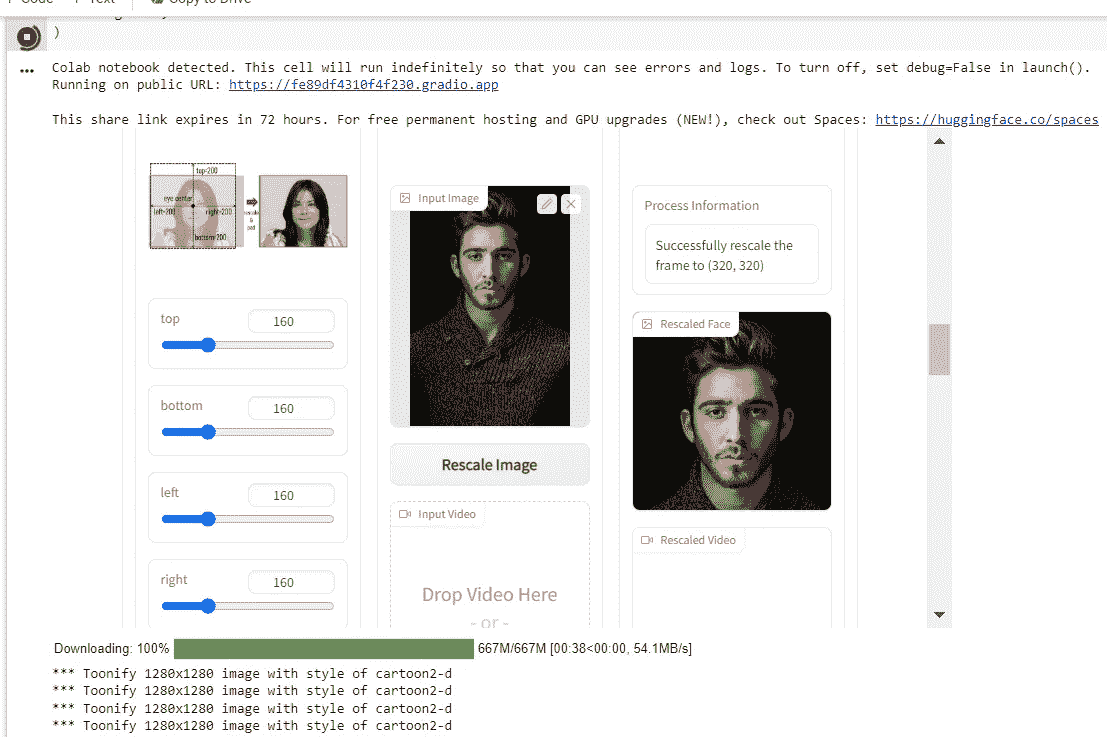 Code
Text
Copy to Drive
)
... Colab notebook detected. This cell will run indefinitely so that you can see errors and logs. To turn off, set debug=False in launch().
Running on public URL: https://fe89df4310f4f230.gradio.app
This share link expires in 72 hours. For free permanent hosting and GPU upgrades (NEW!), check out Spaces: https://huggingface.co/spaces
top=200
eye center
left=200
right=200
bottom=200
rescale
&
pad
top
160
bottom
160
left
160
right
160
Input Image
Rescale Image
Input Video
Drop Video Here
- or -
Process Information
Successfully rescale the
frame to (320, 320)
Rescaled Face
Rescaled Video
Downloading: 100% 667M/667M [00:38<00:00, 54.1MB/s]
*** Toonify 1280x1280 image with style of cartoon2-d
*** Toonify 1280x1280 image with style of cartoon2-d
*** Toonify 1280x1280 image with style of cartoon2-d
*** Toonify 1280x1280 image with style of cartoon2-d